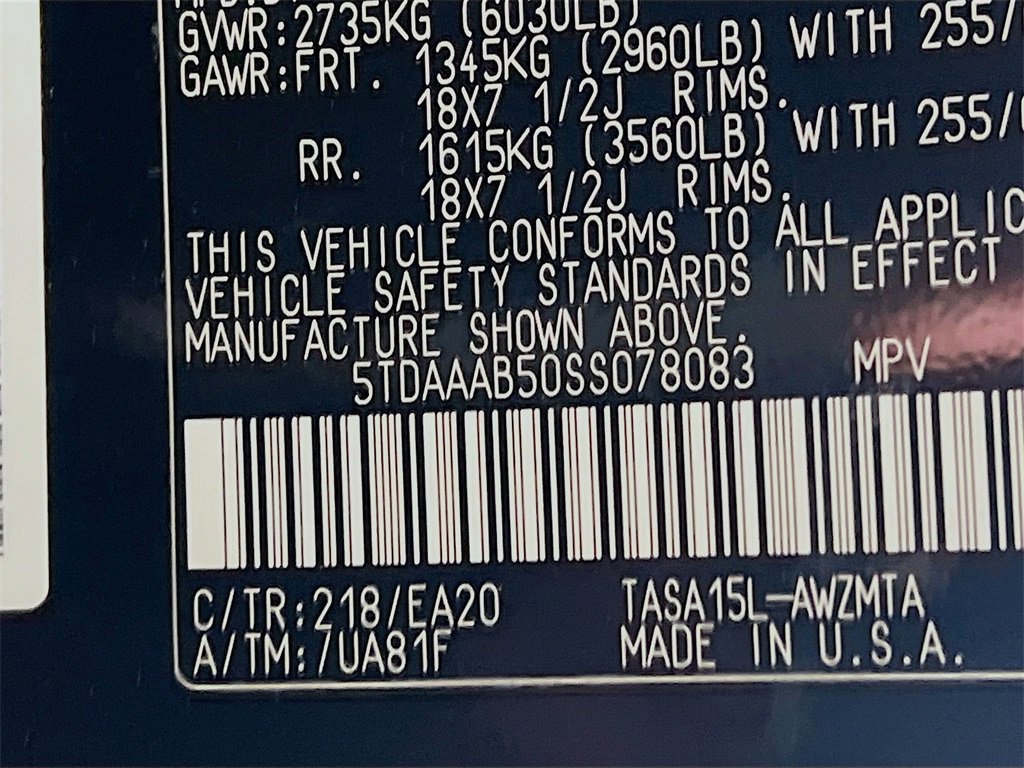 GVWR:2735KG (6030LB)
GAWR:FRT. 1345KG (2960LB) WITH 255/
18X7 1/2J RIMS.
RR. 1615KG (3560LB) WITH 255/
18X7 1/2J RIMS.
THIS VEHICLE CONFORMS TO ALL APPLIC
VEHICLE SAFETY STANDARDS IN EFFECT
MANUFACTURE SHOWN ABOVE.
5TDAAAB50SS078083 MPV
C/TR:218/EA20 TASA15L-AWZMTA
A/TM:/UA81F MADE IN U.S.A.